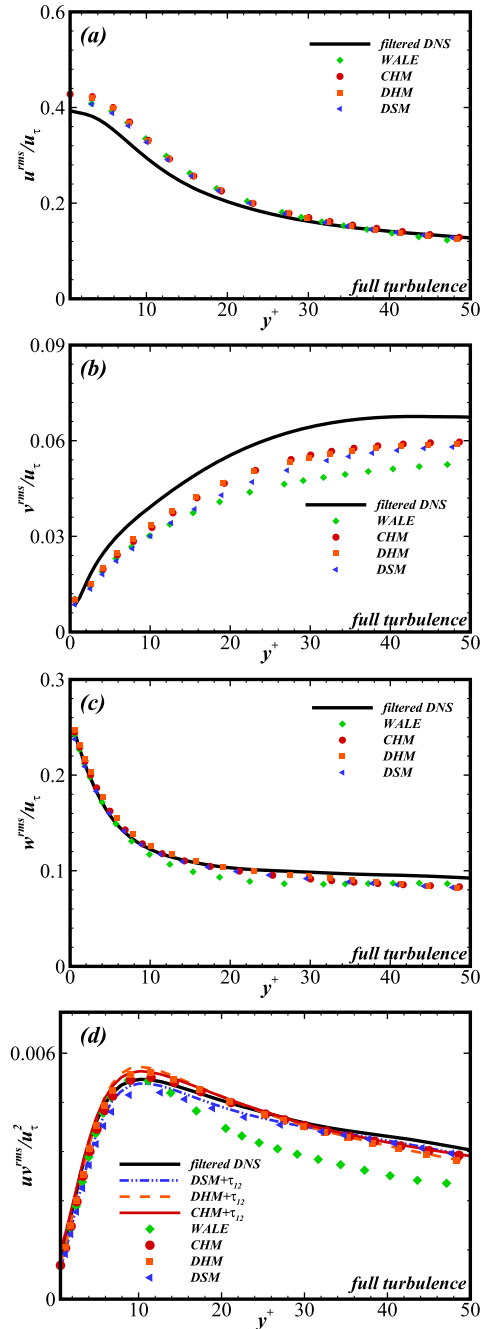 (a)
filtered DNS
WALE
CHM
DHM
DSM
0.6
0.4
0.2
0
u^rms/u_τ
full turbulence
10 20 30 40 50
y^+
(b)
0.09
0.06
0.03
0
v^rms/u_τ
filtered DNS
WALE
CHM
DHM
DSM
full turbulence
0 10 20 30 40 50
y^+
(c)
filtered DNS
WALE
CHM
DHM
DSM
0.3
0.2
0.1
0
w^rms/u_τ
full turbulence
0 10 20 30 40 50
y^+
(d)
0.006
0
uv^rms/u_τ^2
filtered DNS
DSM+τ_12
DHM+τ_12
CHM+τ_12
WALE
CHM
DHM
DSM
full turbulence
10 20 30 40 50
y^+